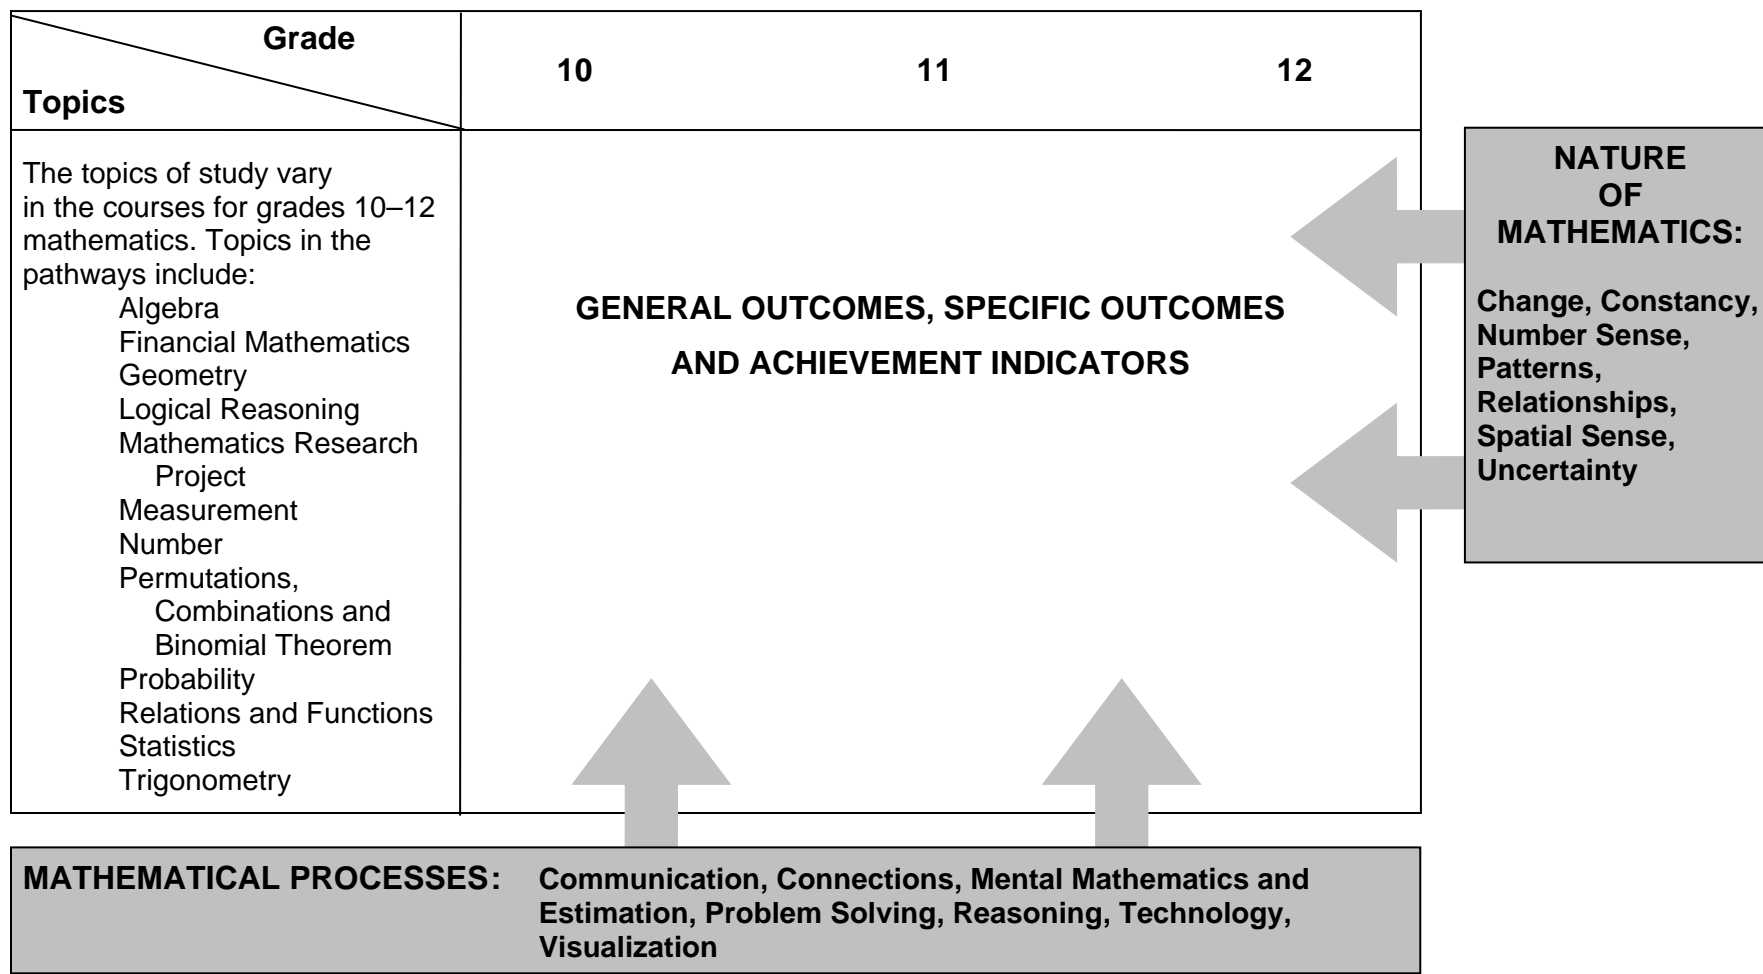 Grade
Topics
10
11
12
The topics of study vary
in the courses for grades 10–12
mathematics. Topics in the
pathways include:
Algebra
Financial Mathematics
Geometry
Logical Reasoning
Mathematics Research
Project
Measurement
Number
Permutations,
Combinations and
Binomial Theorem
Probability
Relations and Functions
Statistics
Trigonometry
GENERAL OUTCOMES, SPECIFIC OUTCOMES
AND ACHIEVEMENT INDICATORS
NATURE
OF
MATHEMATICS:
Change, Constancy,
Number Sense,
Patterns,
Relationships,
Spatial Sense,
Uncertainty
MATHEMATICAL PROCESSES:
Communication, Connections, Mental Mathematics and
Estimation, Problem Solving, Reasoning, Technology,
Visualization